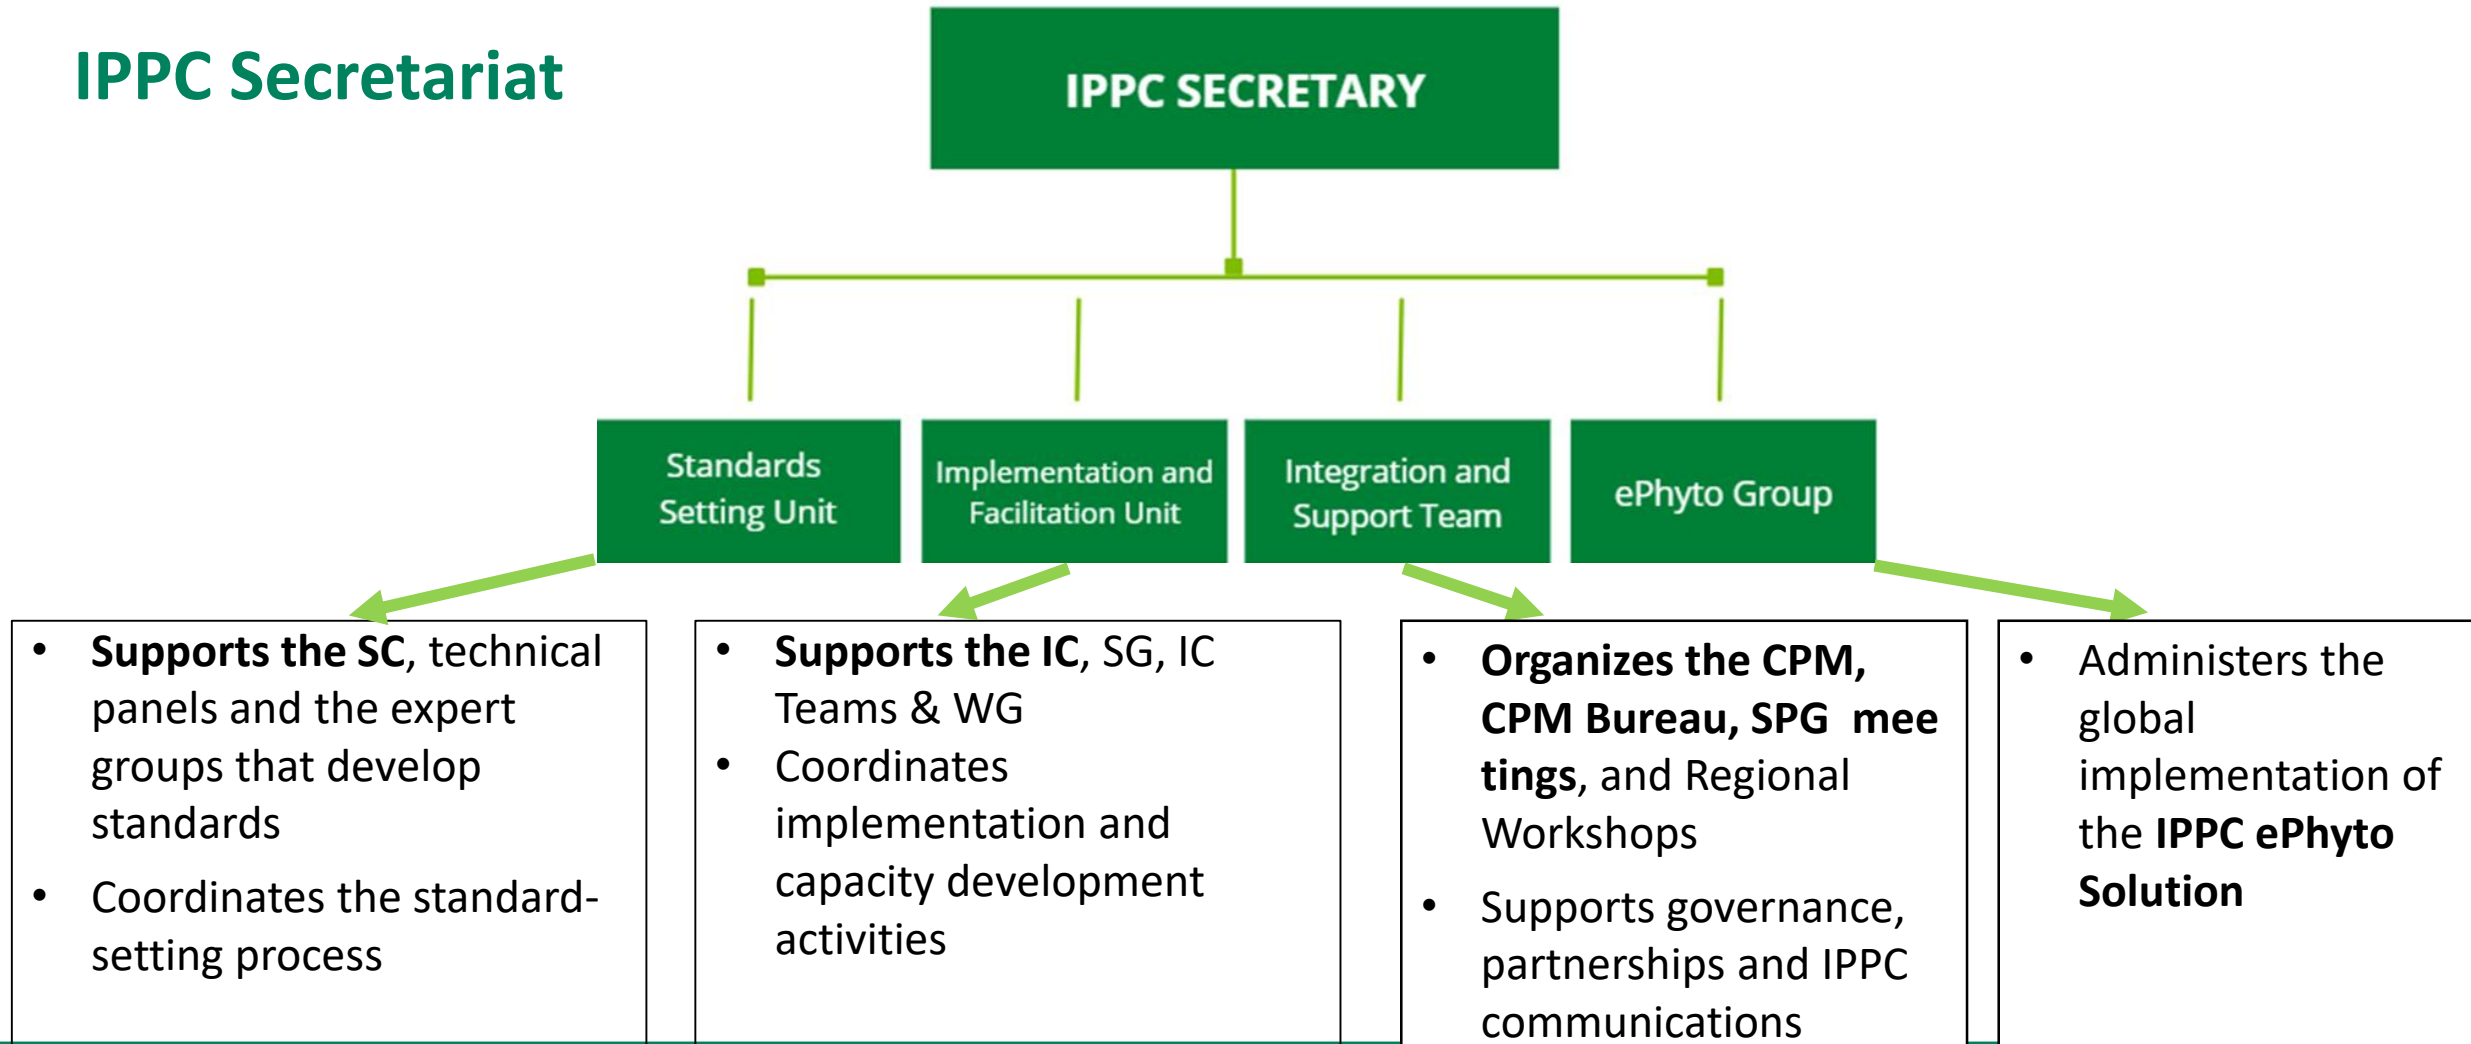 IPPC Secretariat
IPPC SECRETARY
Standards
Setting Unit
Implementation and
Facilitation Unit
Integration and
Support Team
ePhyto Group
• Supports the SC, technical
panels and the expert
groups that develop
standards
• Coordinates the standard-
setting process
• Supports the IC, SG, IC
Teams & WG
• Coordinates
implementation and
capacity development
activities
• Organizes the CPM,
CPM Bureau, SPG  mee
tings, and Regional
Workshops
• Supports governance,
partnerships and IPPC
communications
• Administers the
global
implementation of
the IPPC ePhyto
Solution